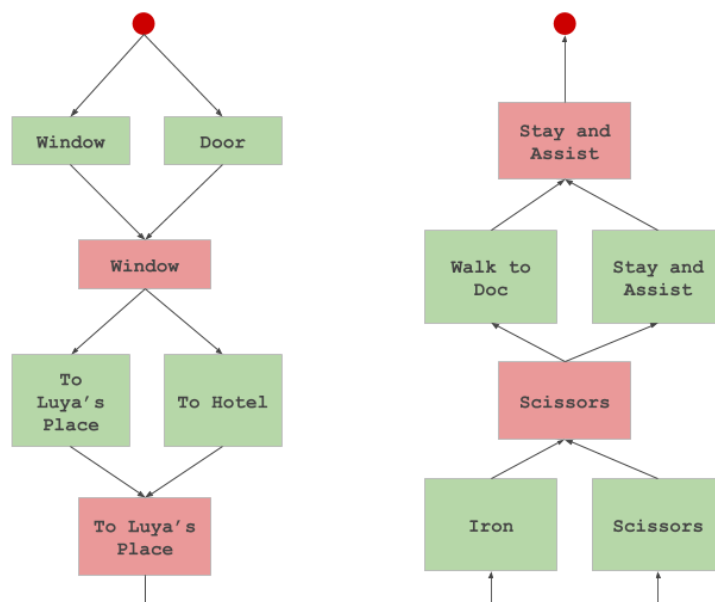 Window
Door
Window
To
Luya's
Place
To Hotel
To Luya's
Place
Stay and
Assist
Walk to
Doc
Stay and
Assist
Scissors
Iron
Scissors